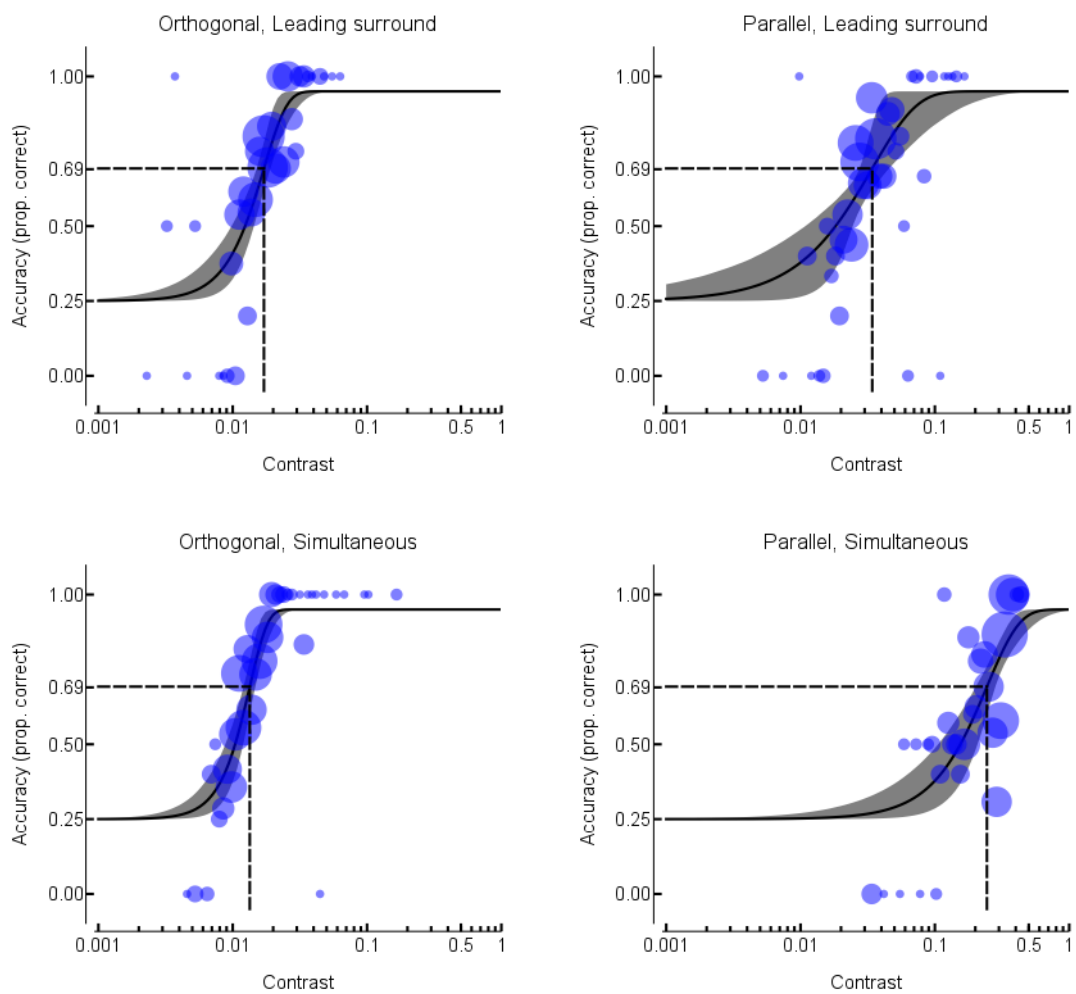 Orthogonal, Leading surround
Accuracy (prop. correct)
1.00
0.69
0.50
0.25
0.00
0.001 0.01 0.1 0.5 1
Contrast
Parallel, Leading surround
Accuracy (prop. correct)
1.00
0.69
0.50
0.25
0.00
0.001 0.01 0.1 0.5 1
Contrast
Orthogonal, Simultaneous
Accuracy (prop. correct)
1.00
0.69
0.50
0.25
0.00
0.001 0.01 0.1 0.5 1
Contrast
Parallel, Simultaneous
Accuracy (prop. correct)
1.00
0.69
0.50
0.25
0.00
0.001 0.01 0.1 0.5 1
Contrast